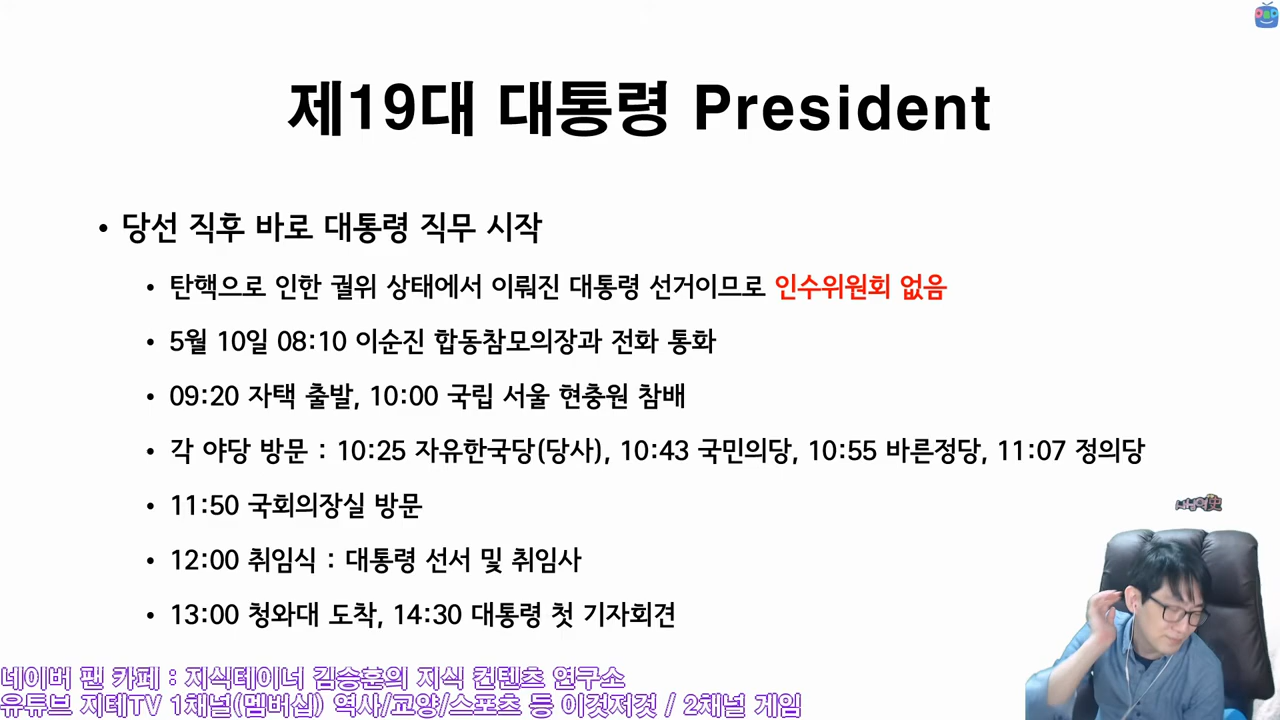 제19대 대통령 President
• 당선 직후 바로 대통령 직무 시작
• 탄핵으로 인한 궐위 상태에서 이뤄진 대통령 선거이므로 인수위원회 없음
• 5월 10일 08:10 이순진 합동참모의장과 전화 통화
• 09:20 자택 출발, 10:00 국립 서울 현충원 참배
• 각 야당 방문 : 10:25 자유한국당(당사), 10:43 국민의당, 10:55 바른정당, 11:07 정의당
• 11:50 국회의장실 방문
• 12:00 취임식 : 대통령 선서 및 취임사
• 13:00 청와대 도착, 14:30 대통령 첫 기자회견
네이버 팬 카페 : 지식테이너 김승훈의 지식 컨텐츠 연구소
유튜브 지테TV 1채널(멤버십) 역사/교양/스포츠 등 이것저것 / 2채널 게임